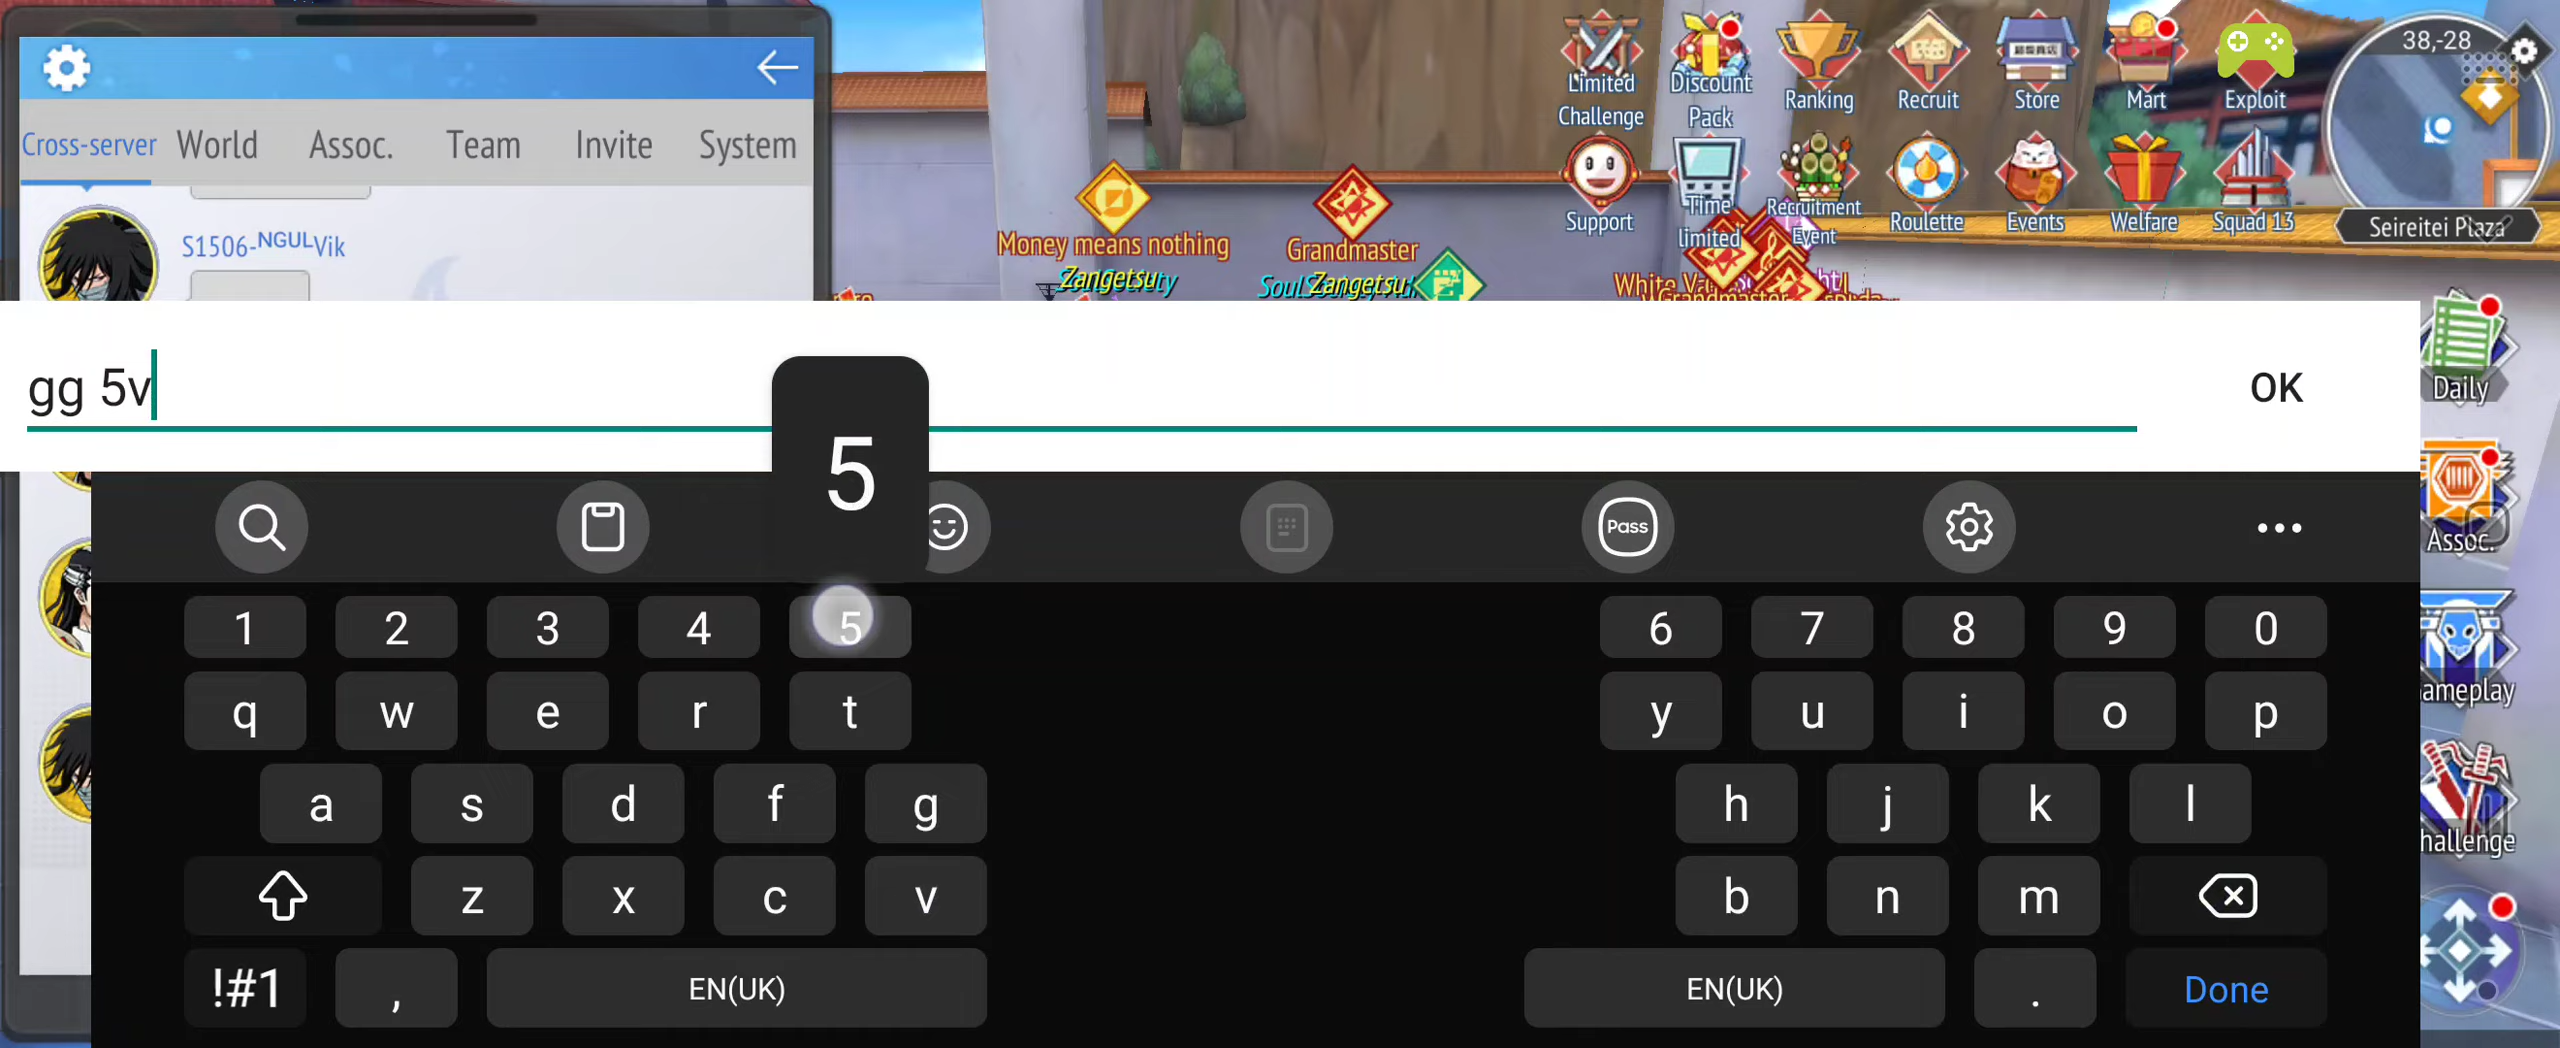 Cross-server World Assoc. Team Invite System
S1506-ᴺᴳᵁᴸVik
Limited Challenge
Discount Pack
Ranking
Recruit
Store
Mart
Exploit
38,-28
Support
Time limited
Recruitment Event
Roulette
Events
Welfare
Squad 13
Seireitei Plaza
Money means nothing
Zangetsu
Grandmaster
Zangetsu
gg 5v
OK
5
Pass
1 2 3 4 5 6 7 8 9 0
q w e r t y u i o p
a s d f g h j k l
z x c v b n m
!#1 , EN(UK) EN(UK) . Done
Daily
Assoc.
ameplay
hallenge